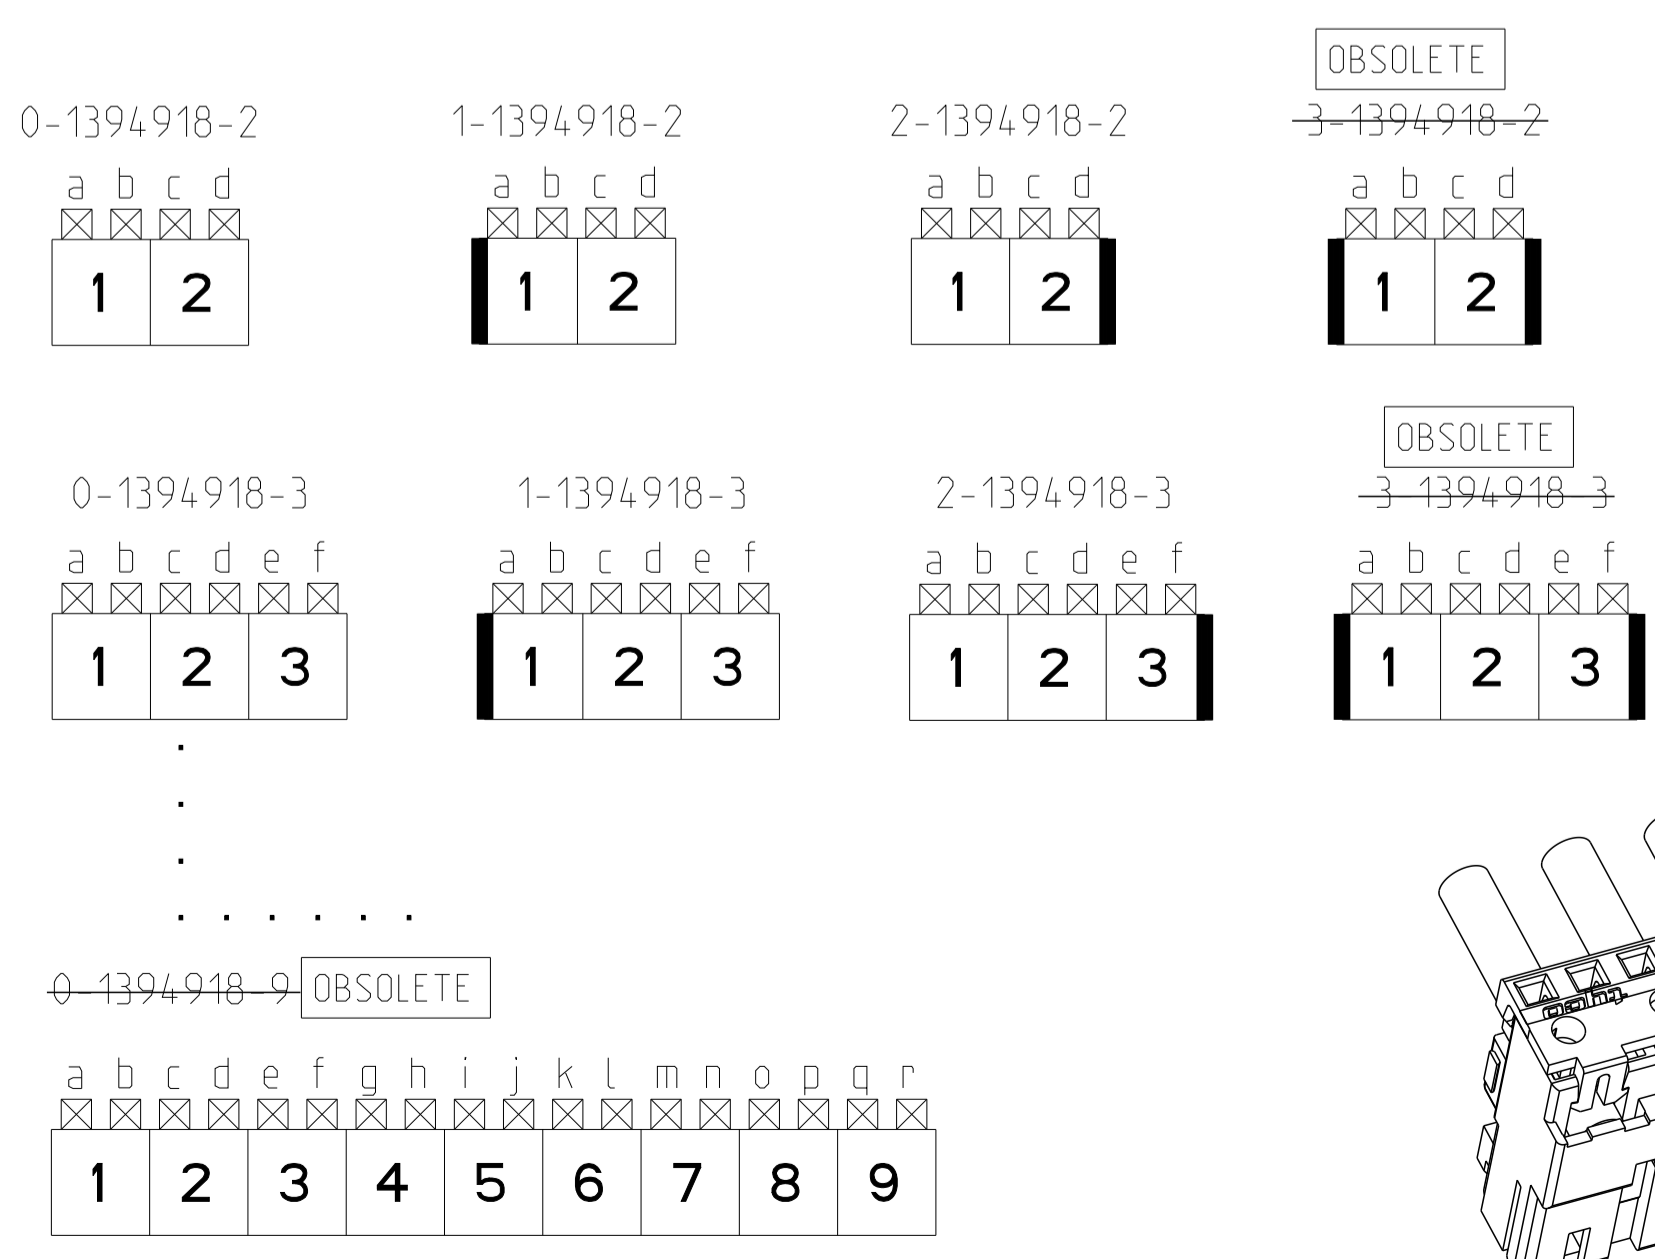 OBSOLETE
0-1394918-2 1-1394918-2 2-1394918-2 3-1394918-2
a b c d a b c d a b c d a b c d
1 2 1 2 1 2 1 2
OBSOLETE
0-1394918-3 1-1394918-3 2-1394918-3 3-1394918-3
a b c d e f a b c d e f a b c d e f a b c d e f
1 2 3 1 2 3 1 2 3 1 2 3
.
.
.
. . . . . .
0-1394918-9 OBSOLETE
a b c d e f g h i j k l m n o p q r
1 2 3 4 5 6 7 8 9